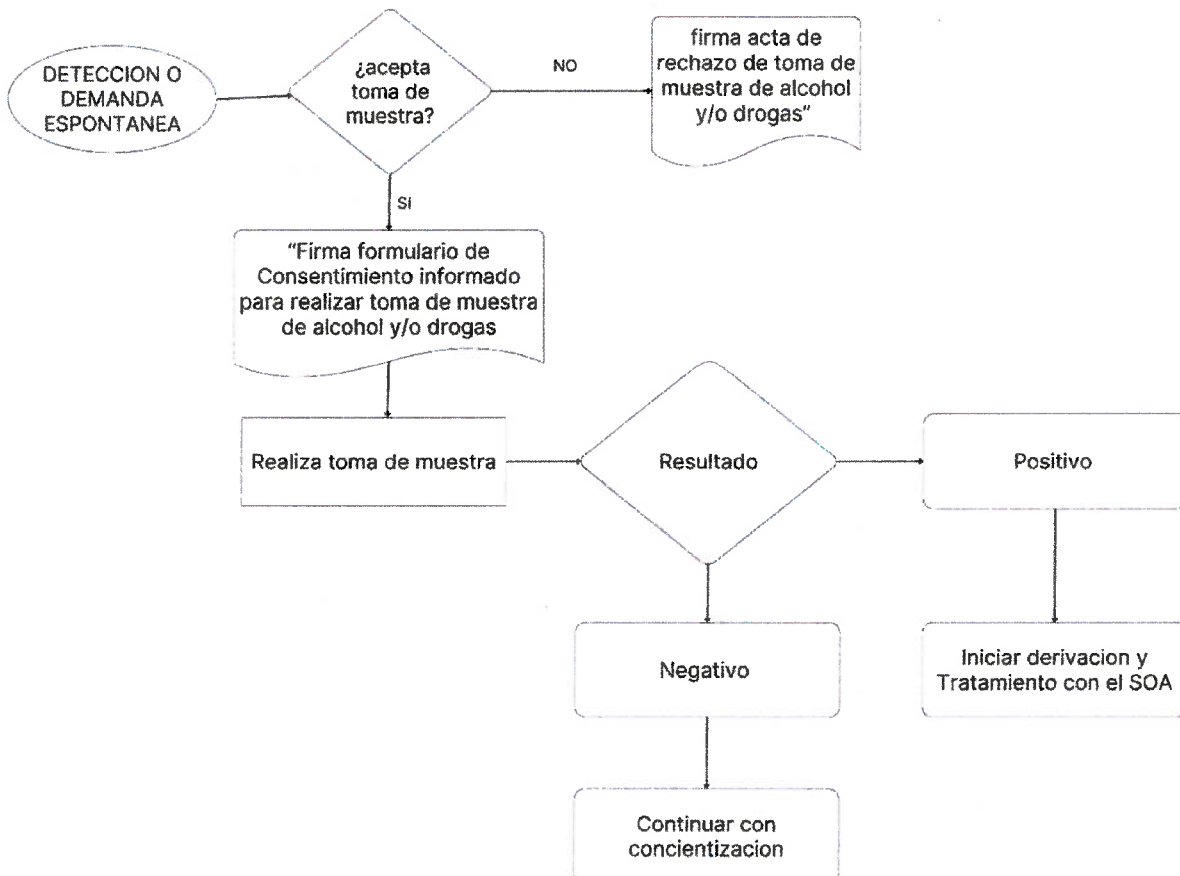 DETECCION O
DEMANDA
ESPONTANEA
¿acepta
toma de
muestra?
NO
firma acta de
rechazo de toma de
muestra de alcohol
y/o drogas”
Si
“Firma formulario de
Consentimiento informado
para realizar toma de muestra
de alcohol y/o drogas
Realiza toma de muestra
Resultado
Positivo
Negativo
Iniciar derivacion y
Tratamiento con el SOA
Continuar con
concientizacion